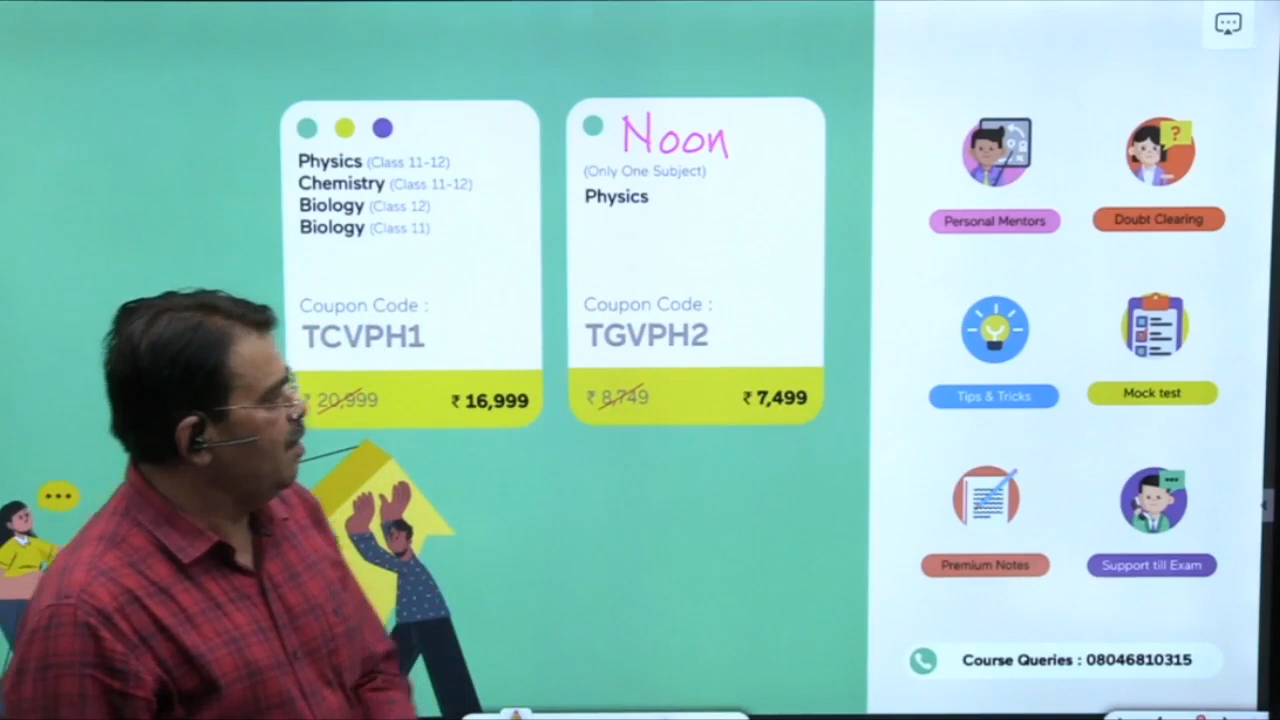 Physics (Class 11-12)
Chemistry (Class 11-12)
Biology (Class 12)
Biology (Class 11)
Coupon Code :
TCVPH1
₹ 20,999 ₹ 16,999
Noon
(Only One Subject)
Physics
Coupon Code :
TGVPH2
₹ 8,749 ₹ 7,499
Personal Mentors
?
Doubt Clearing
Tips & Tricks
Mock test
Premium Notes
Support till Exam
Course Queries : 08046810315